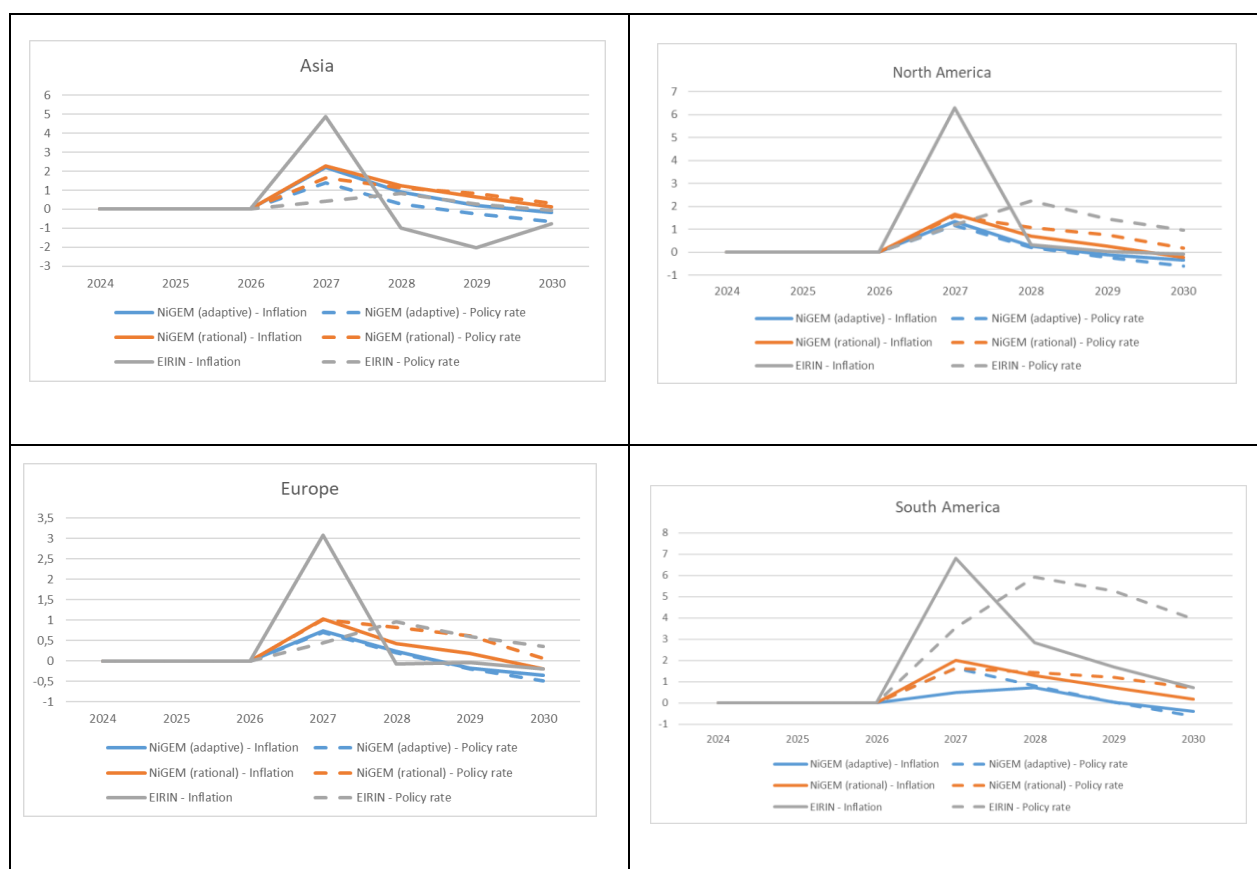 Asia
6
5
4
3
2
1
0
-1
-2
-3
2024 2025 2026 2027 2028 2029 2030
NiGEM (adaptive) - Inflation NiGEM (adaptive) - Policy rate
NiGEM (rational) - Inflation NiGEM (rational) - Policy rate
EIRIN - Inflation EIRIN - Policy rate
North America
7
6
5
4
3
2
1
0
-1
2024 2025 2026 2027 2028 2029 2030
NiGEM (adaptive) - Inflation NiGEM (adaptive) - Policy rate
NiGEM (rational) - Inflation NiGEM (rational) - Policy rate
EIRIN - Inflation EIRIN - Policy rate
Europe
3,5
3
2,5
2
1,5
1
0,5
0
-0,5
-1
2024 2025 2026 2027 2028 2029 2030
NiGEM (adaptive) - Inflation NiGEM (adaptive) - Policy rate
NiGEM (rational) - Inflation NiGEM (rational) - Policy rate
EIRIN - Inflation EIRIN - Policy rate
South America
8
7
6
5
4
3
2
1
0
-1
2024 2025 2026 2027 2028 2029 2030
NiGEM (adaptive) - Inflation NiGEM (adaptive) - Policy rate
NiGEM (rational) - Inflation NiGEM (rational) - Policy rate
EIRIN - Inflation EIRIN - Policy rate